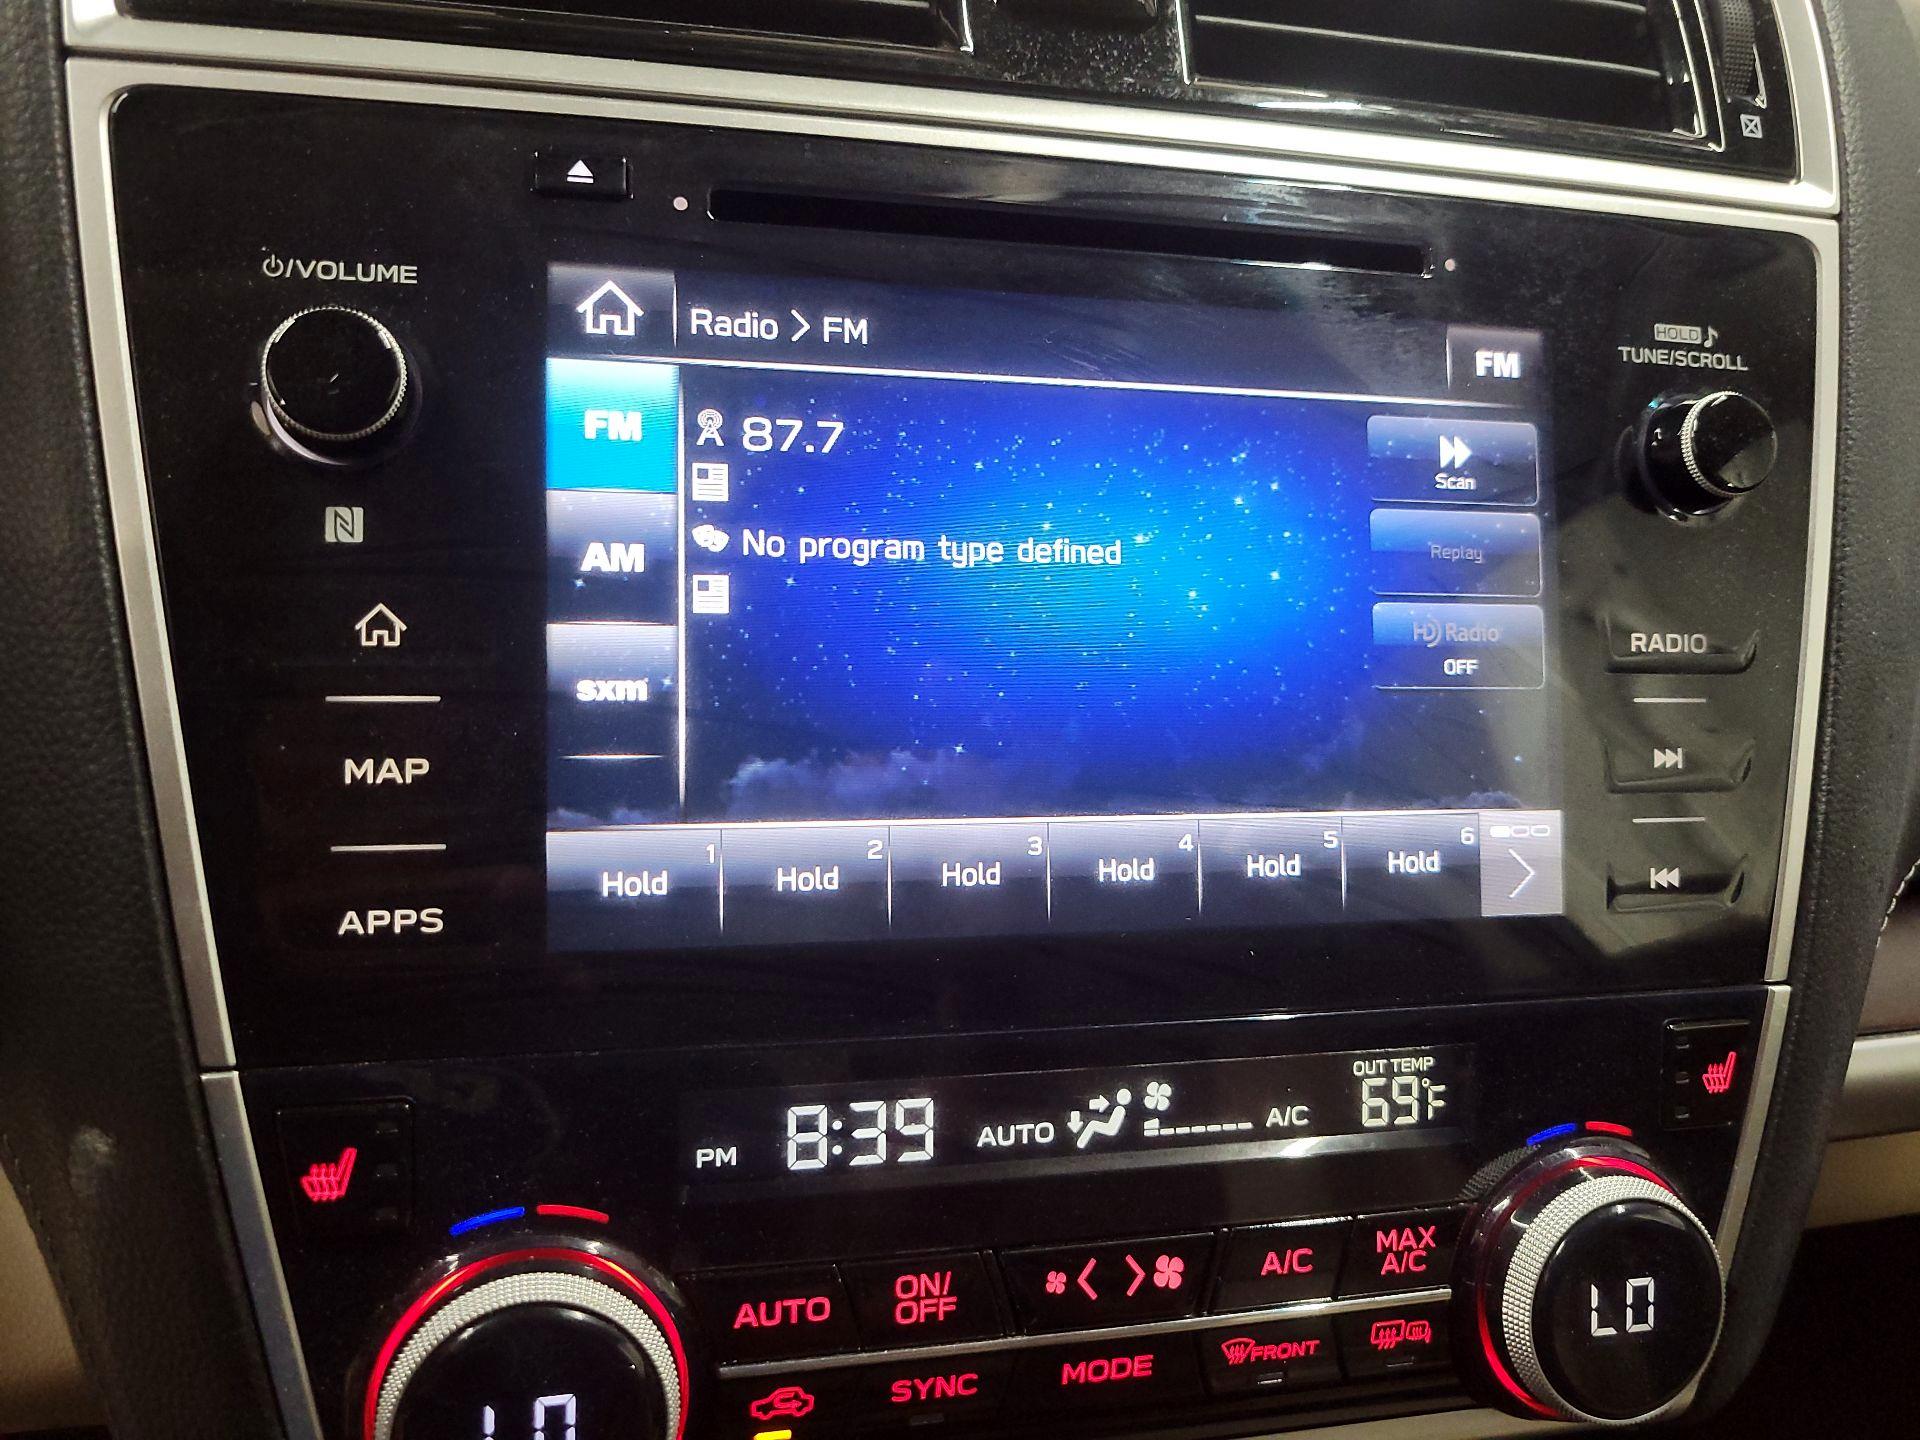 /VOLUME
HOLD
TUNE/SCROLL
Radio > FM
FM
FM
87.7
Scan
AM
No program type defined
Replay
HD Radio
OFF
sxm
RADIO
MAP
APPS
1 2 3 4 5 6
Hold Hold Hold Hold Hold Hold
OUT TEMP
PM 8:39 AUTO A/C 69°F
AUTO ON/OFF A/C MAX A/C
SYNC MODE FRONT
LO
LO